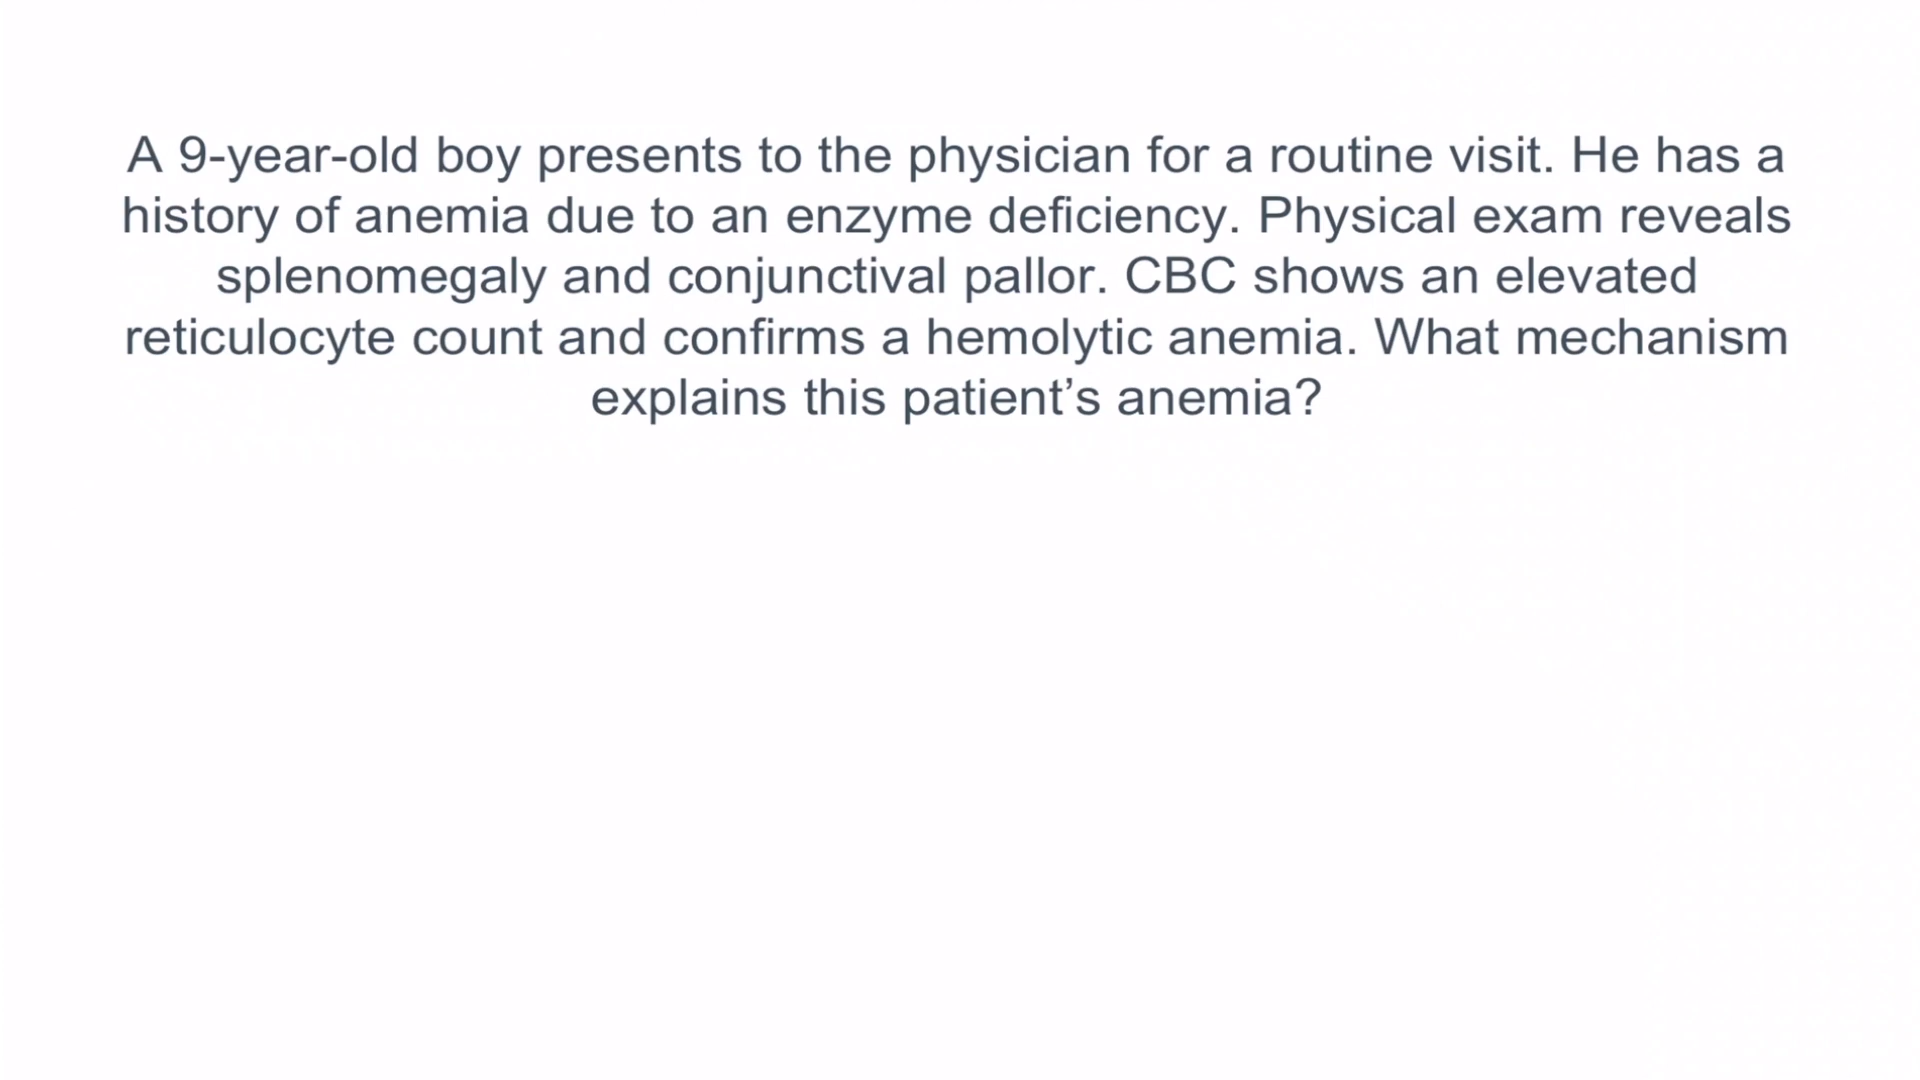 A 9-year-old boy presents to the physician for a routine visit. He has a
history of anemia due to an enzyme deficiency. Physical exam reveals
splenomegaly and conjunctival pallor. CBC shows an elevated
reticulocyte count and confirms a hemolytic anemia. What mechanism
explains this patient’s anemia?